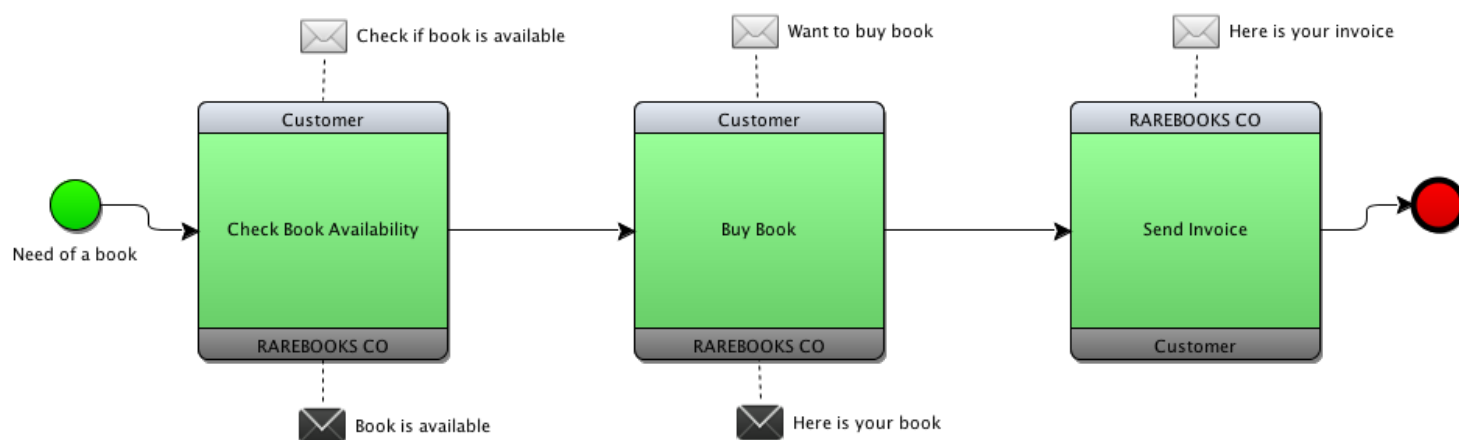 Check if book is available
Want to buy book
Here is your invoice
Customer
Customer
RAREBOOKS CO
Need of a book
Check Book Availability
Buy Book
Send Invoice
RAREBOOKS CO
RAREBOOKS CO
Customer
Book is available
Here is your book